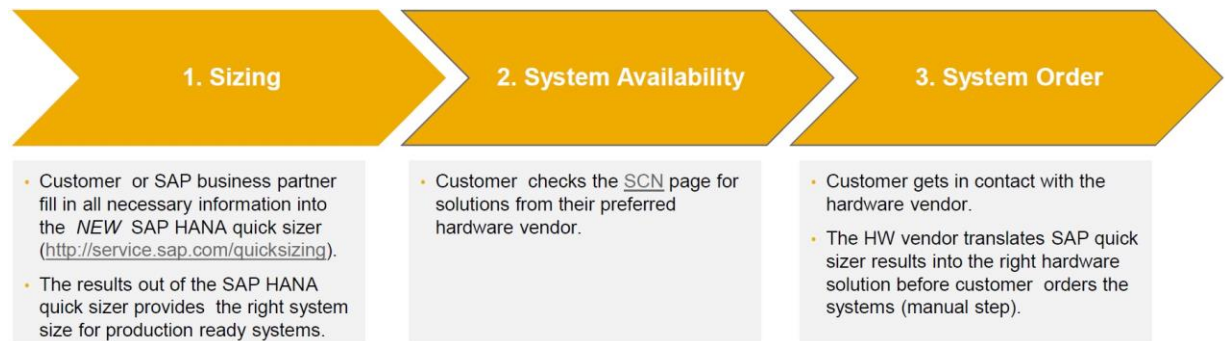 1. Sizing
2. System Availability
3. System Order
• Customer or SAP business partner
fill in all necessary information into
the NEW SAP HANA quick sizer
(http://service.sap.com/quicksizing).
• The results out of the SAP HANA
quick sizer provides the right system
size for production ready systems.
• Customer checks the SCN page for
solutions from their preferred
hardware vendor.
• Customer gets in contact with the
hardware vendor.
• The HW vendor translates SAP quick
sizer results into the right hardware
solution before customer orders the
systems (manual step).